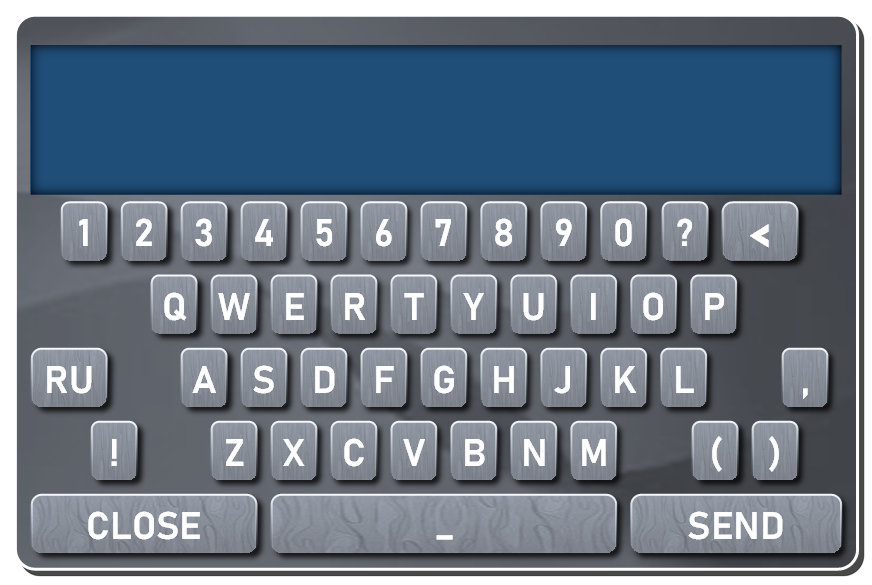 1 2 3 4 5 6 7 8 9 0 ? <
Q W E R T Y U I O P
RU A S D F G H J K L ,
! Z X C V B N M ( )
CLOSE _ SEND